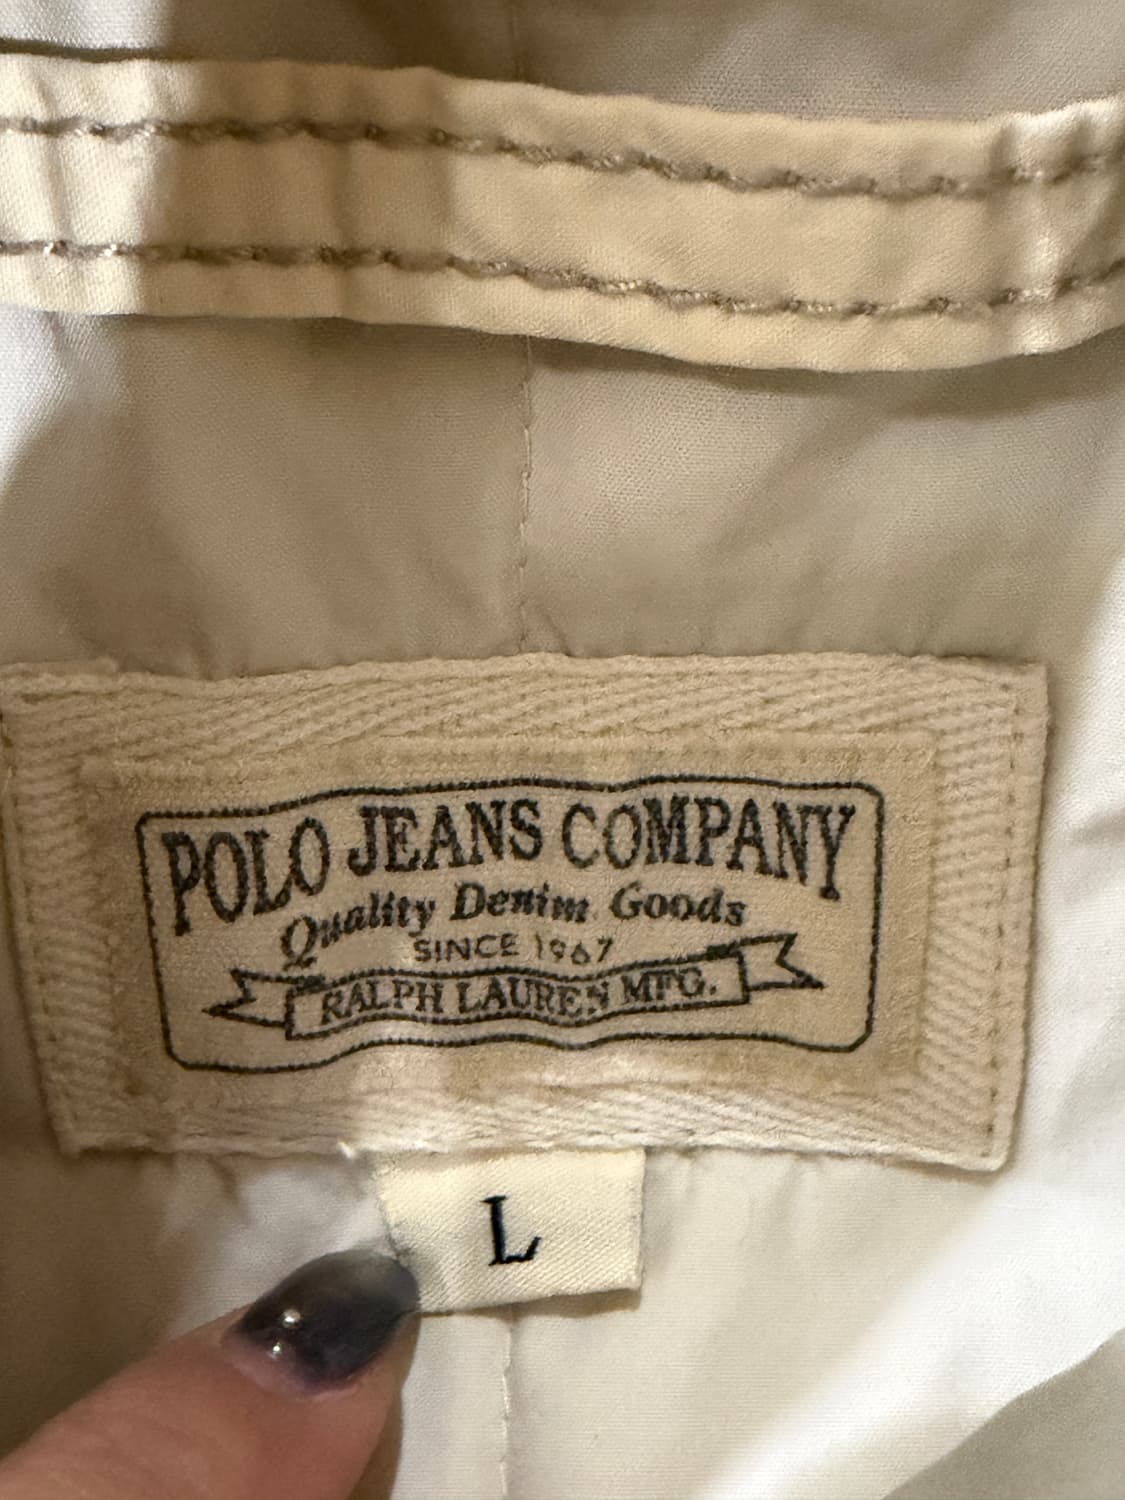 POLO JEANS COMPANY
Quality Denim Goods
SINCE 1967
RALPH LAUREN MFG.
L